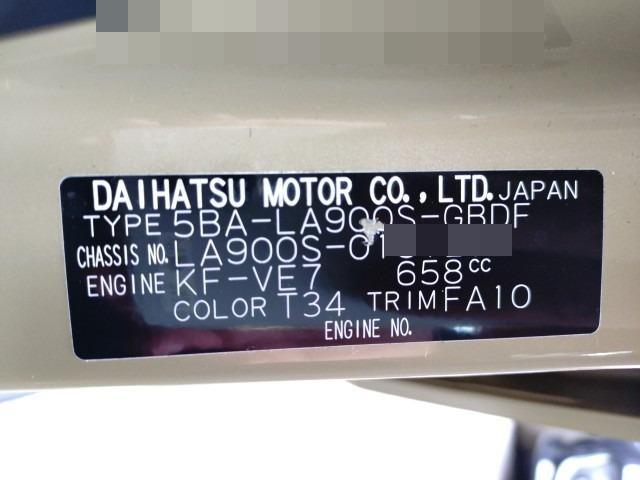 DAIHATSU MOTOR CO., LTD. JAPAN
TYPE 5BA-LA900S-GBDF
CHASSIS NO. LA900S-01
ENGINE KF-VE7 658cc
COLOR T34 TRIM FA10
ENGINE NO.